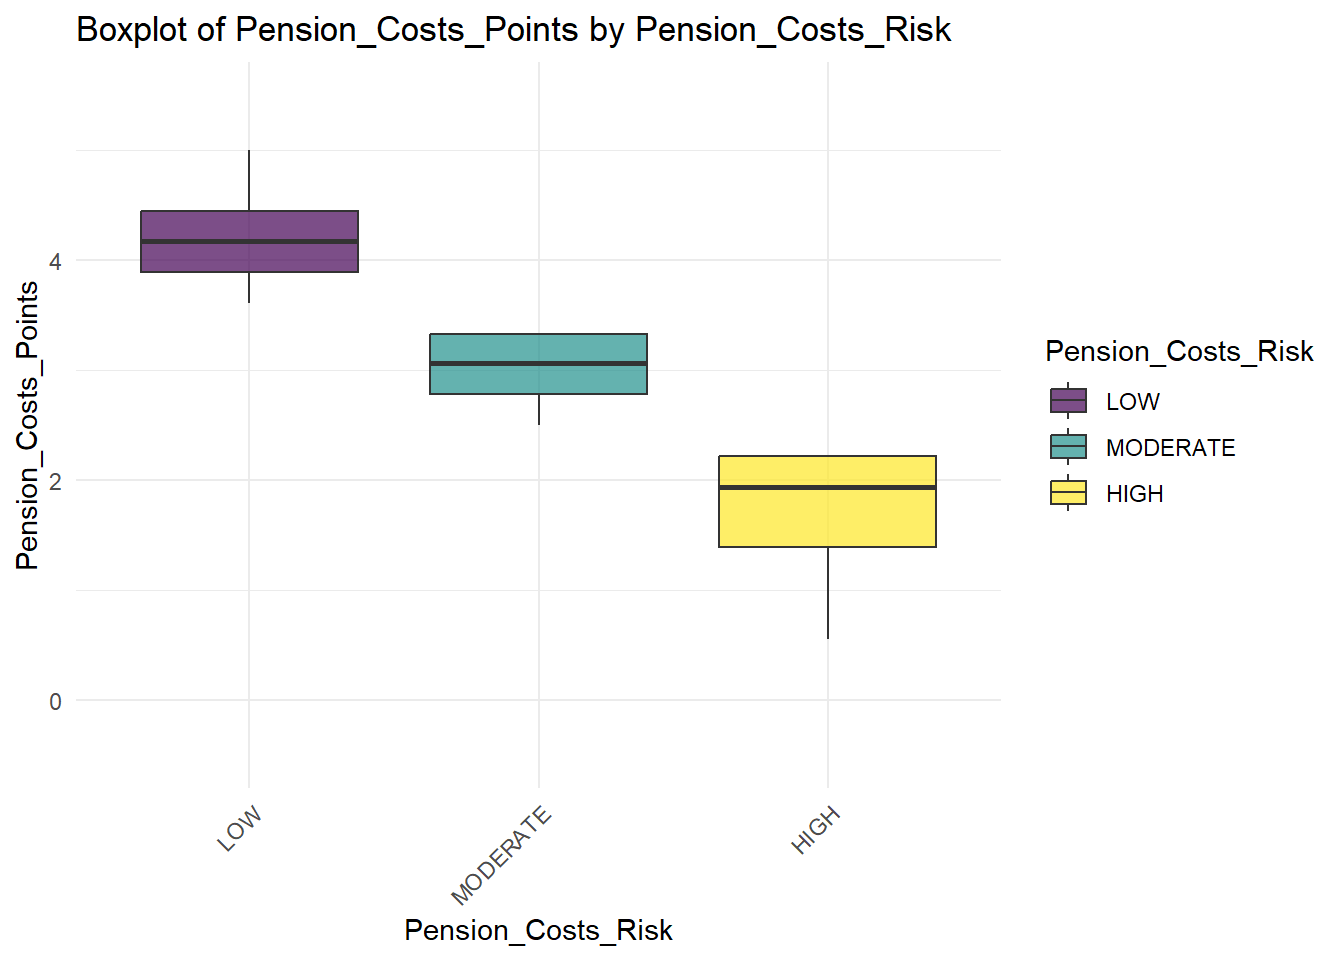 Boxplot of Pension_Costs_Points by Pension_Costs_Risk
Pension_Costs_Points
4
2
0
LOW
MODERATE
HIGH
Pension_Costs_Risk
Pension_Costs_Risk
LOW
MODERATE
HIGH